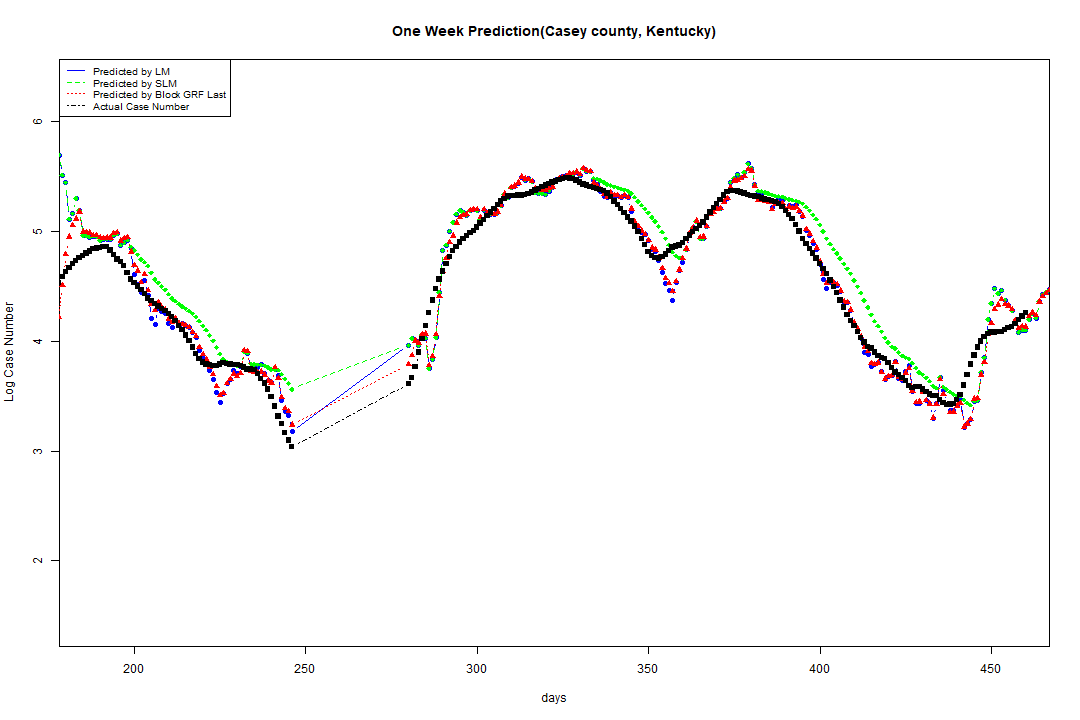 One Week Prediction(Casey county, Kentucky)
Predicted by LM
Predicted by SLM
Predicted by Block GRF Last
Actual Case Number
Log Case Number
6
5
4
3
2
200 250 300 350 400 450
days